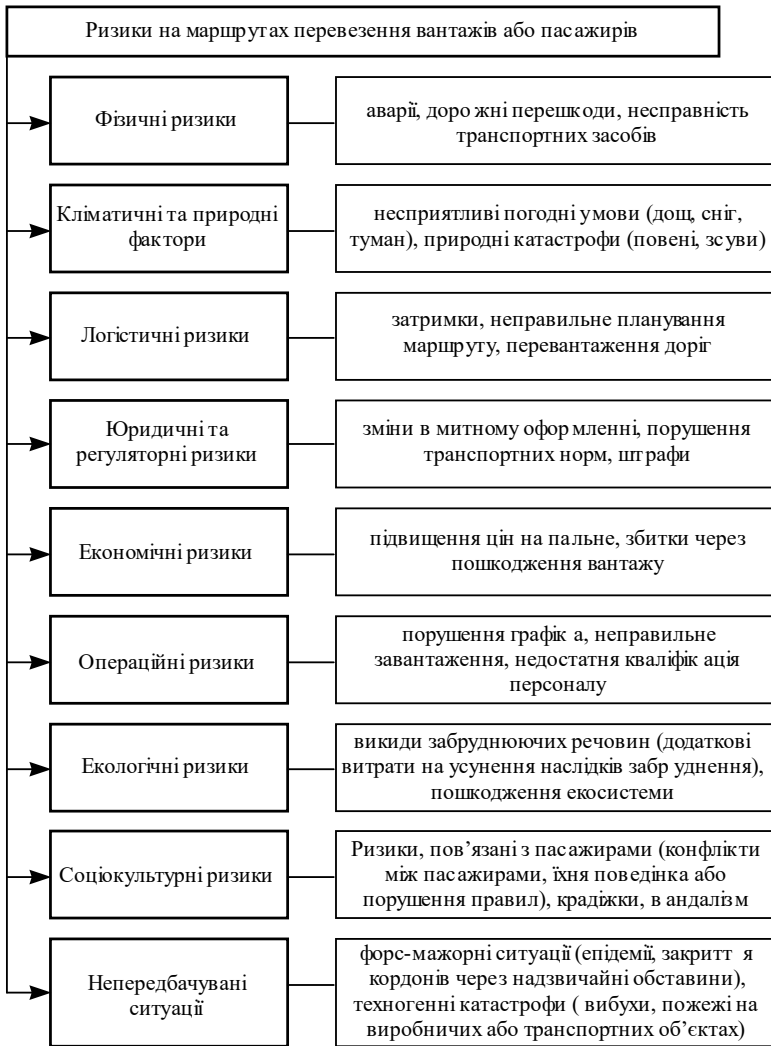 Ризики на маршрутах перевезення вантажів або пасажирів
Фізичні ризики
аварії, доро жні перешкоди, несправність
транспортних засобів
Кліматичні та природні
фактори
несприятливі погодні умови (дощ, сніг,
туман), природні катастрофи (повені, зсуви)
Логістичні ризики
затримки, неправильне планування
маршруту, перевантаження доріг
Юридичні та
регуляторні ризики
зміни в митному офор мленні, порушення
транспортних норм, штрафи
Економічні ризики
підвищення цін на пальне, збитки через
пошкодження вантажу
Операційні ризики
порушення графік а, неправильне
завантаження, недостатня кваліфік ація
персоналу
Екологічні ризики
викиди забруднюючих речовин (додаткові
витрати на усунення наслідків забр уднення),
пошкодження екосистеми
Соціокультурні ризики
Ризики, пов’язані з пасажирами (конфлікти
між пасажирами, їхня поведінка або
порушення правил), крадіжки, в андалізм
Непередбачувані
ситуації
форс-мажорні ситуації (епідемії, закритт я
кордонів через надзвичайні обставини),
техногенні катастрофи ( вибухи, пожежі на
виробничих або транспортних об’єктах)